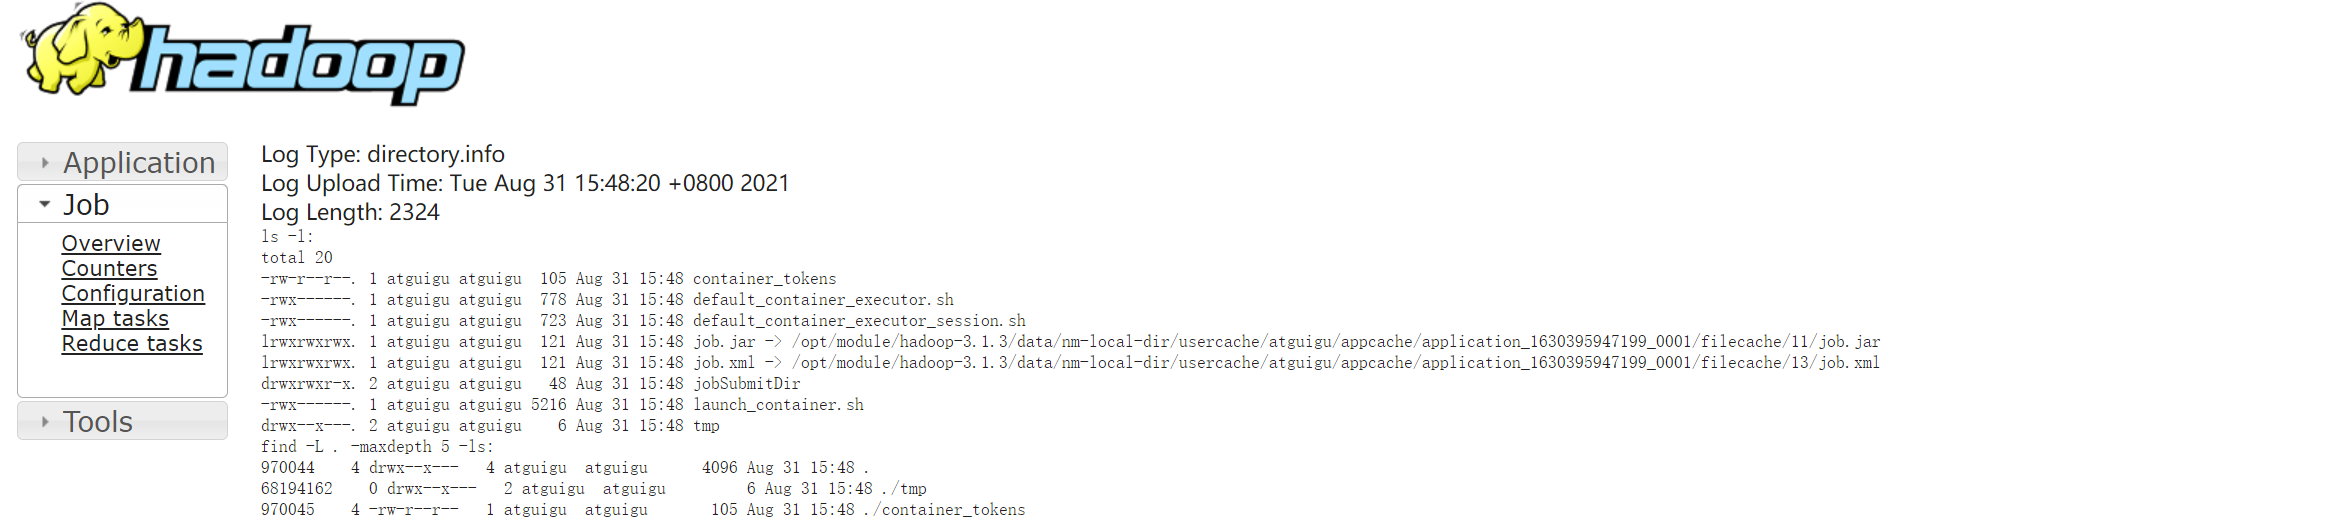 hadoop
Application
Job
Overview
Counters
Configuration
Map tasks
Reduce tasks
Tools
Log Type: directory.info
Log Upload Time: Tue Aug 31 15:48:20 +0800 2021
Log Length: 2324
ls -l:
total 20
-rw-r--r--. 1 atguigu atguigu  105 Aug 31 15:48 container_tokens
-rwx------. 1 atguigu atguigu  778 Aug 31 15:48 default_container_executor.sh
-rwx------. 1 atguigu atguigu  723 Aug 31 15:48 default_container_executor_session.sh
lrwxrwxrwx. 1 atguigu atguigu  121 Aug 31 15:48 job.jar -> /opt/module/hadoop-3.1.3/data/nm-local-dir/usercache/atguigu/appcache/application_1630395947199_0001/filecache/11/job.jar
lrwxrwxrwx. 1 atguigu atguigu  121 Aug 31 15:48 job.xml -> /opt/module/hadoop-3.1.3/data/nm-local-dir/usercache/atguigu/appcache/application_1630395947199_0001/filecache/13/job.xml
drwxrwxr-x. 2 atguigu atguigu   48 Aug 31 15:48 jobSubmitDir
-rwx------. 1 atguigu atguigu 5216 Aug 31 15:48 launch_container.sh
drwx--x---. 2 atguigu atguigu    6 Aug 31 15:48 tmp
find -L . -maxdepth 5 -ls:
970044    4 drwx--x---   4 atguigu  atguigu      4096 Aug 31 15:48 .
68194162    0 drwx--x---   2 atguigu  atguigu         6 Aug 31 15:48 ./tmp
970045    4 -rw-r--r--   1 atguigu  atguigu       105 Aug 31 15:48 ./container_tokens